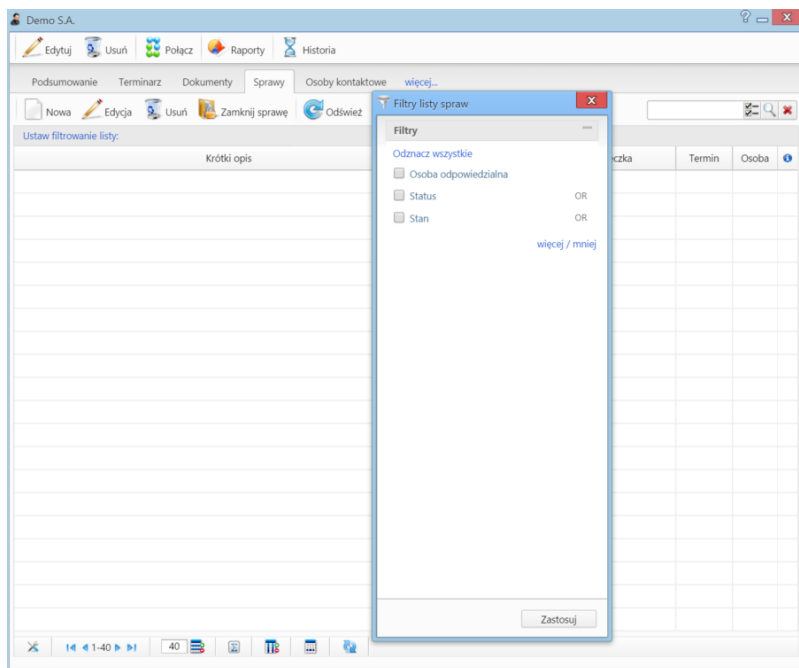 Demo S.A.
Edytuj Usuń Połącz Raporty Historia
Podsumowanie Terminarz Dokumenty Sprawy Osoby kontaktowe więcej...
Nowa Edycja Usuń Zamknij sprawę Odśwież
Ustaw filtrowanie listy:
Krótki opis czka Termin Osoba
Filtry listy spraw
Filtry
Odznacz wszystkie
Osoba odpowiedzialna
Status OR
Stan OR
więcej / mniej
Zastosuj
1-40 40